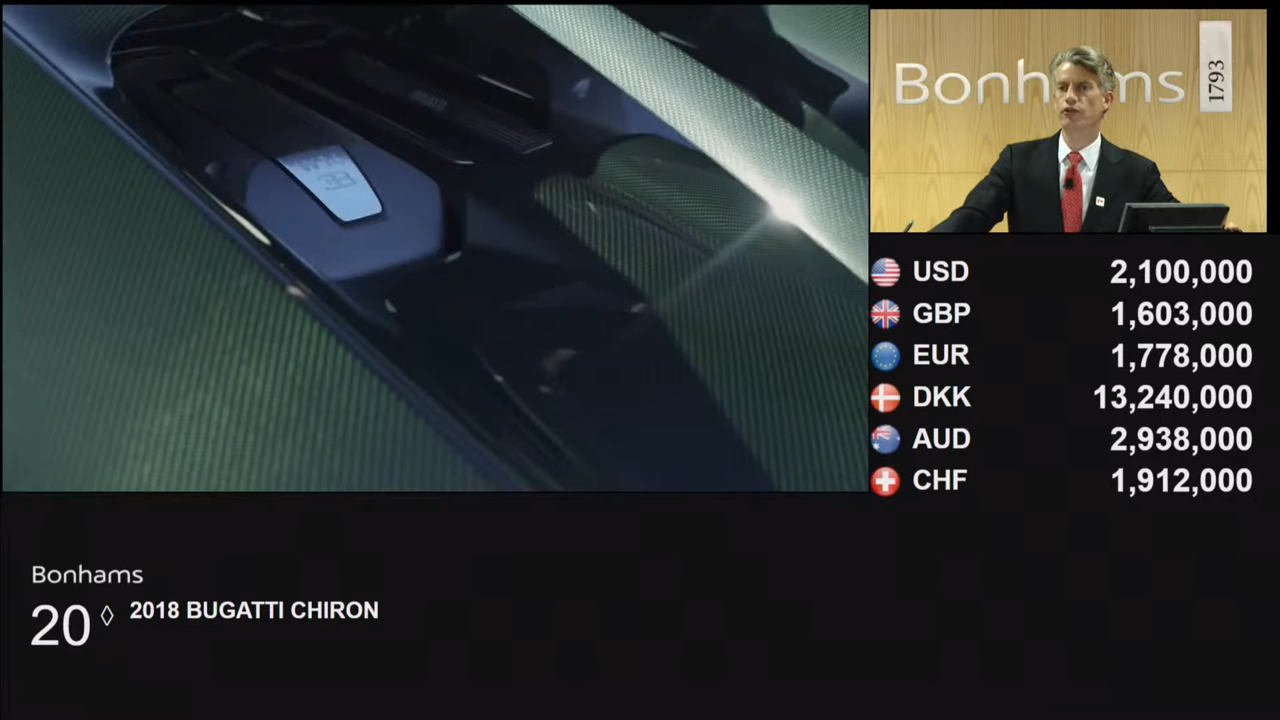 Bonhams
1793
USD 2,100,000
GBP 1,603,000
EUR 1,778,000
DKK 13,240,000
AUD 2,938,000
CHF 1,912,000
Bonhams
20 ◊ 2018 BUGATTI CHIRON